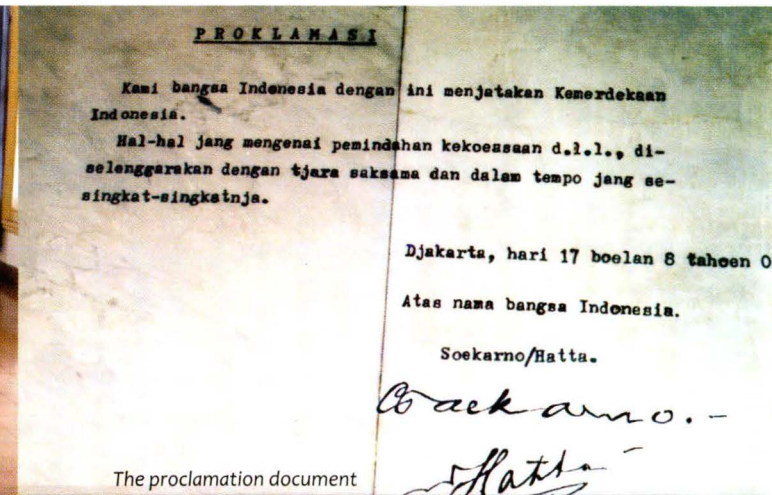 PROKLAMASI
Kami bangsa Indonesia dengan ini menjatakan Kemerdekaan
Indonesia.
Hal-hal jang mengenai pemindahan kekoeasaan d.l.l., di-
selenggarakan dengan tjara saksama dan dalam tempo jang se-
singkat-singkatnja.
Djakarta, hari 17 boelan 8 tahoen 0
Atas nama bangsa Indonesia.
Soekarno/Hatta.
Soekarno.-
Hatta
The proclamation document